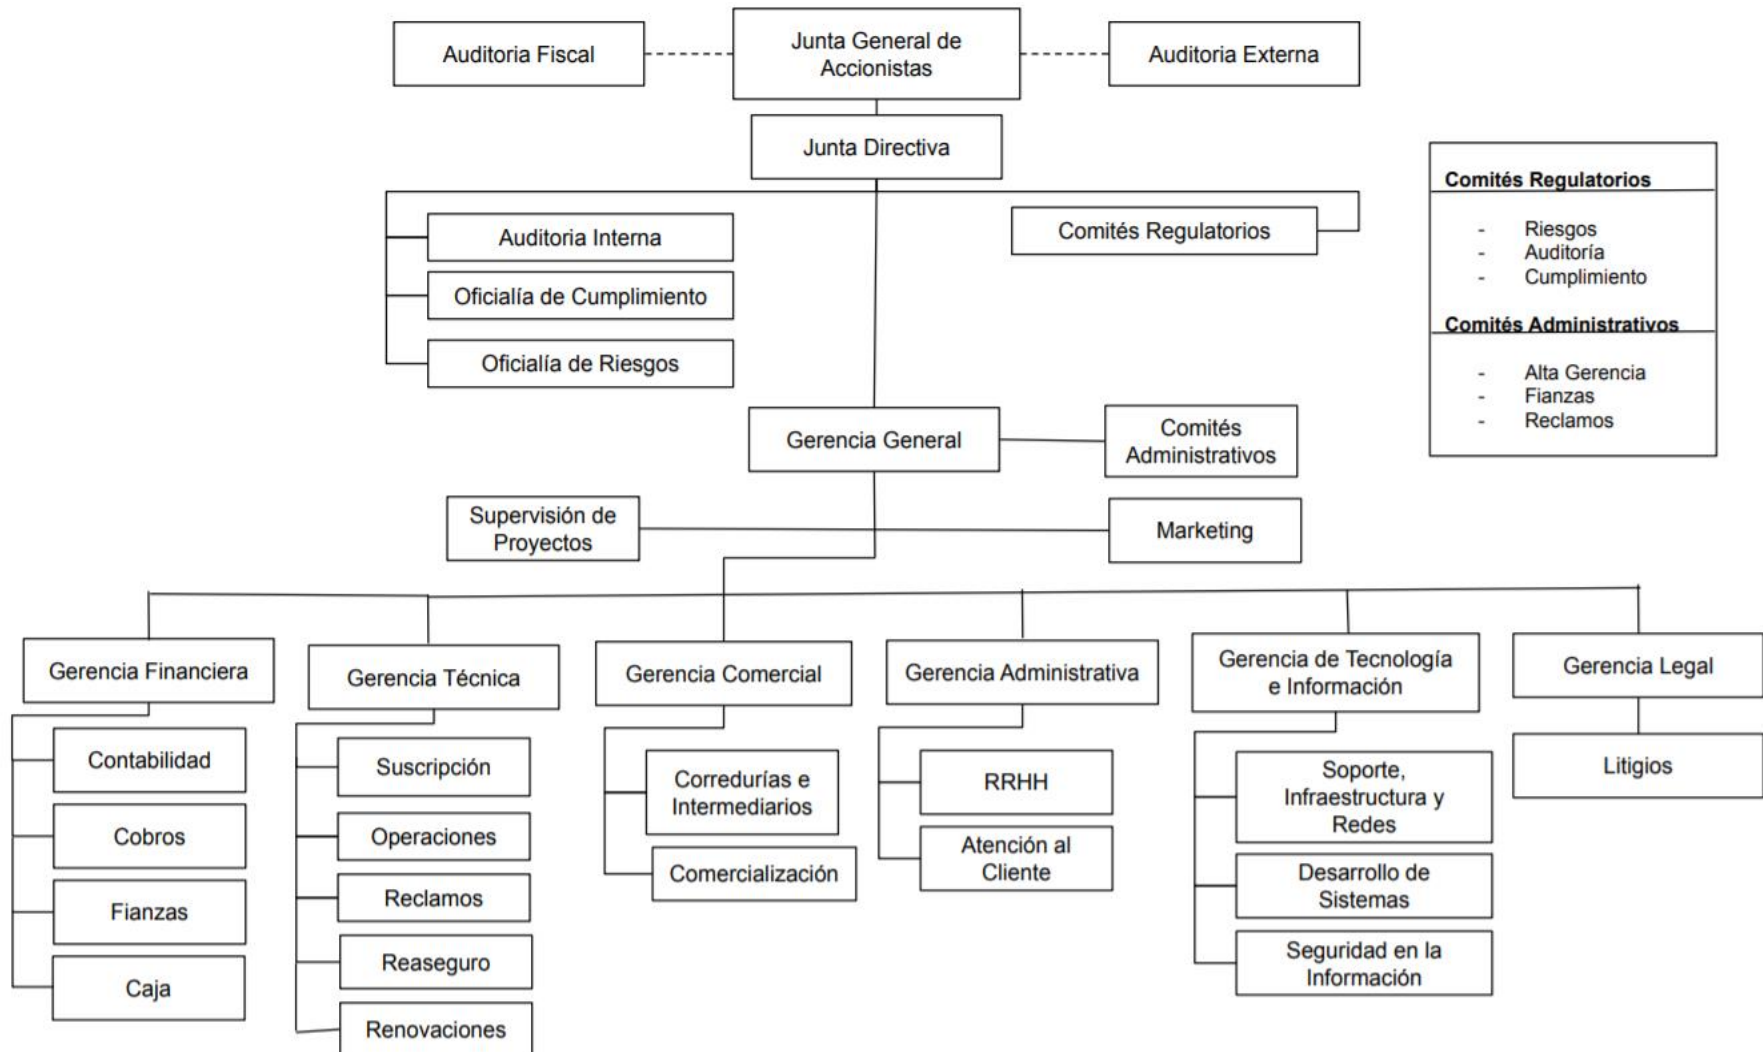 Auditoria Fiscal
Junta General de
Accionistas
Auditoria Externa
Junta Directiva
Auditoria Interna
Oficialía de Cumplimiento
Oficialía de Riesgos
Comités Regulatorios
Comités Regulatorios
- Riesgos
- Auditoría
- Cumplimiento
Comités Administrativos
- Alta Gerencia
- Fianzas
- Reclamos
Gerencia General
Comités
Administrativos
Supervisión de
Proyectos
Marketing
Gerencia Financiera
Contabilidad
Cobros
Fianzas
Caja
Gerencia Técnica
Suscripción
Operaciones
Reclamos
Reaseguro
Renovaciones
Gerencia Comercial
Corredurías e
Intermediarios
Comercialización
Gerencia Administrativa
RRHH
Atención al
Cliente
Gerencia de Tecnología
e Información
Soporte,
Infraestructura y
Redes
Desarrollo de
Sistemas
Seguridad en la
Información
Gerencia Legal
Litigios